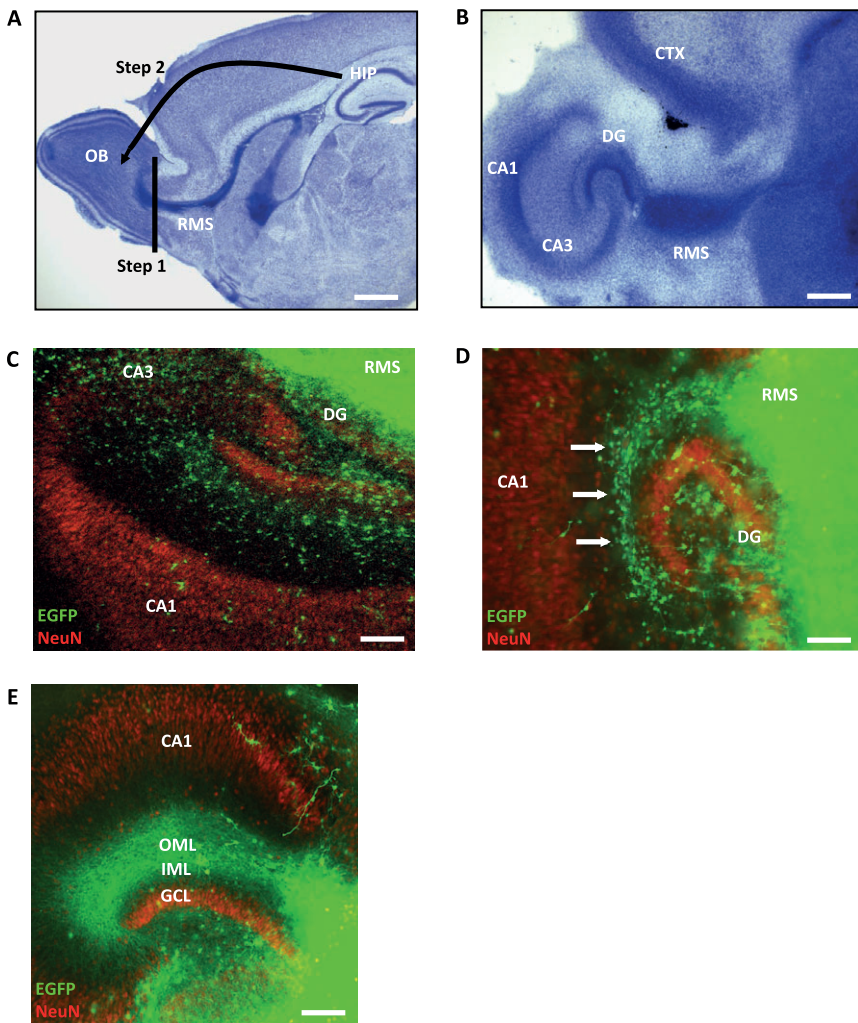 A
Step 2
HIP
OB
RMS
Step 1
B
CTX
DG
CA1
CA3
RMS
C
CA3
RMS
DG
CA1
EGFP
NeuN
D
RMS
CA1
DG
EGFP
NeuN
E
CA1
OML
IML
GCL
EGFP
NeuN